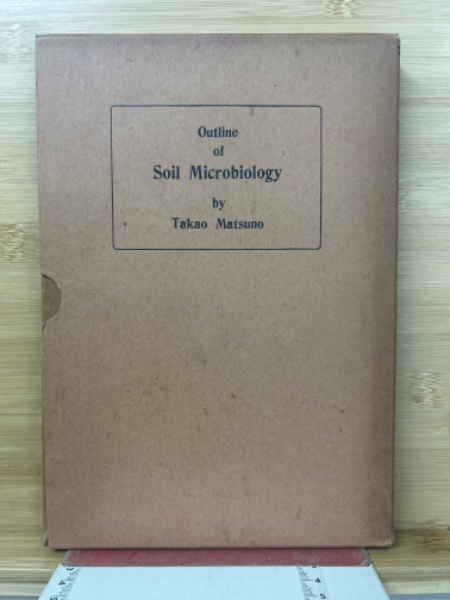 Outline
of
Soil Microbiology
by
Takao Matsuno